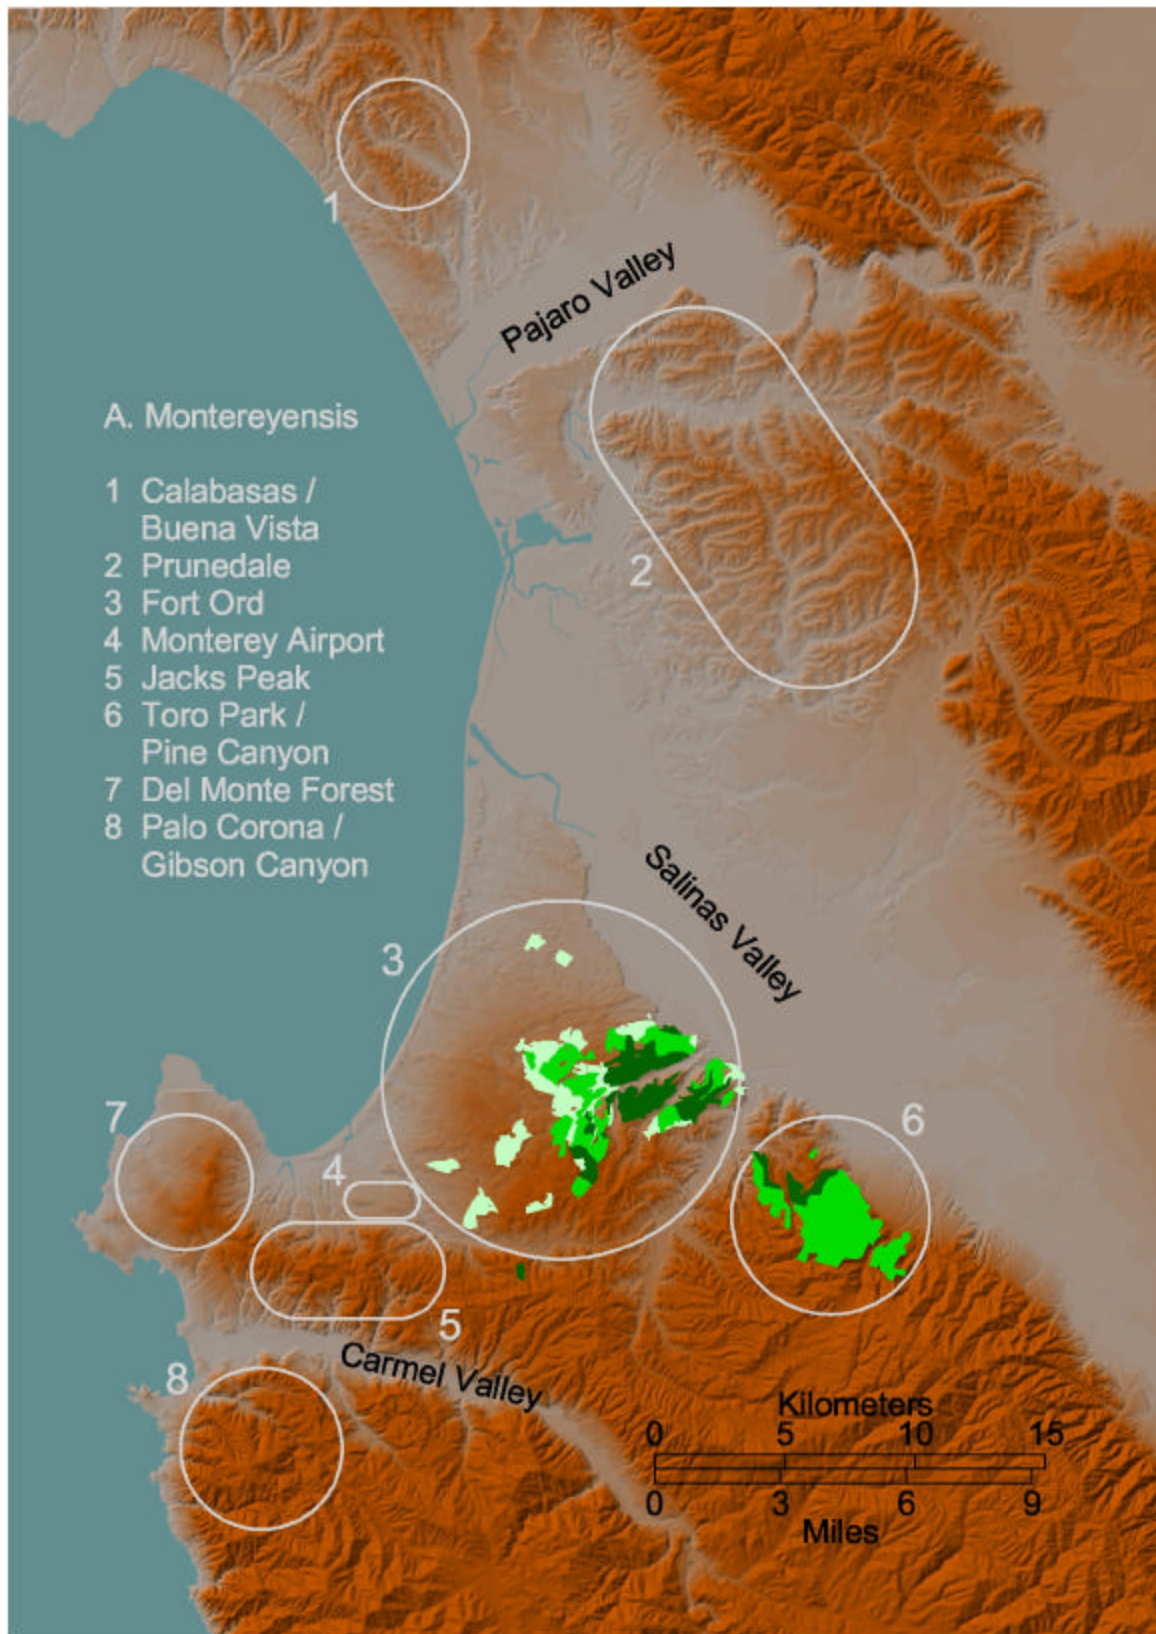 1
Pajaro Valley
A. Montereyensis
1 Calabasas /
Buena Vista
2 Prunedale
3 Fort Ord
4 Monterey Airport
5 Jacks Peak
6 Toro Park /
Pine Canyon
7 Del Monte Forest
8 Palo Corona /
Gibson Canyon
2
Salinas Valley
3
7
6
4
5
Carmel Valley
8
Kilometers
0 5 10 15
0 3 6 9
Miles